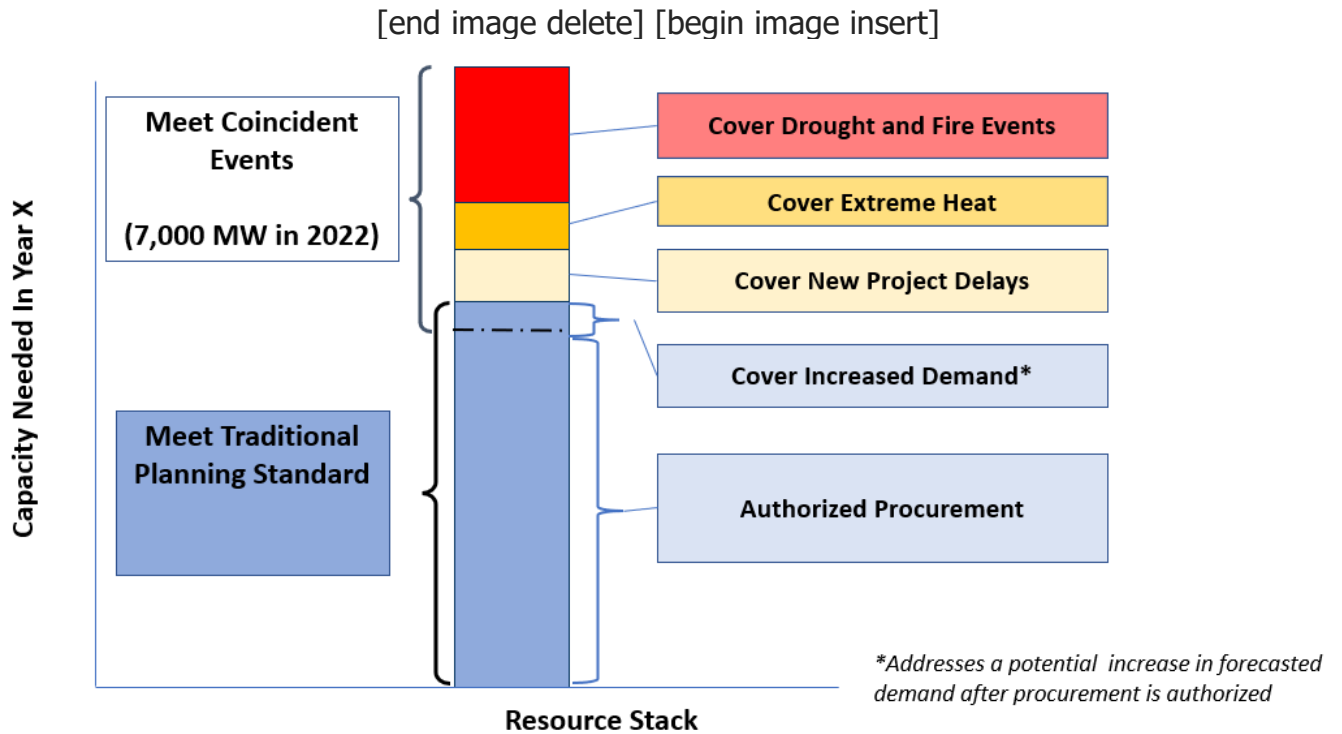 [end image delete] [begin image insert]
Capacity Needed In Year X
Meet Coincident
Events
(7,000 MW in 2022)
Meet Traditional
Planning Standard
Cover Drought and Fire Events
Cover Extreme Heat
Cover New Project Delays
Cover Increased Demand*
Authorized Procurement
*Addresses a potential increase in forecasted
demand after procurement is authorized
Resource Stack